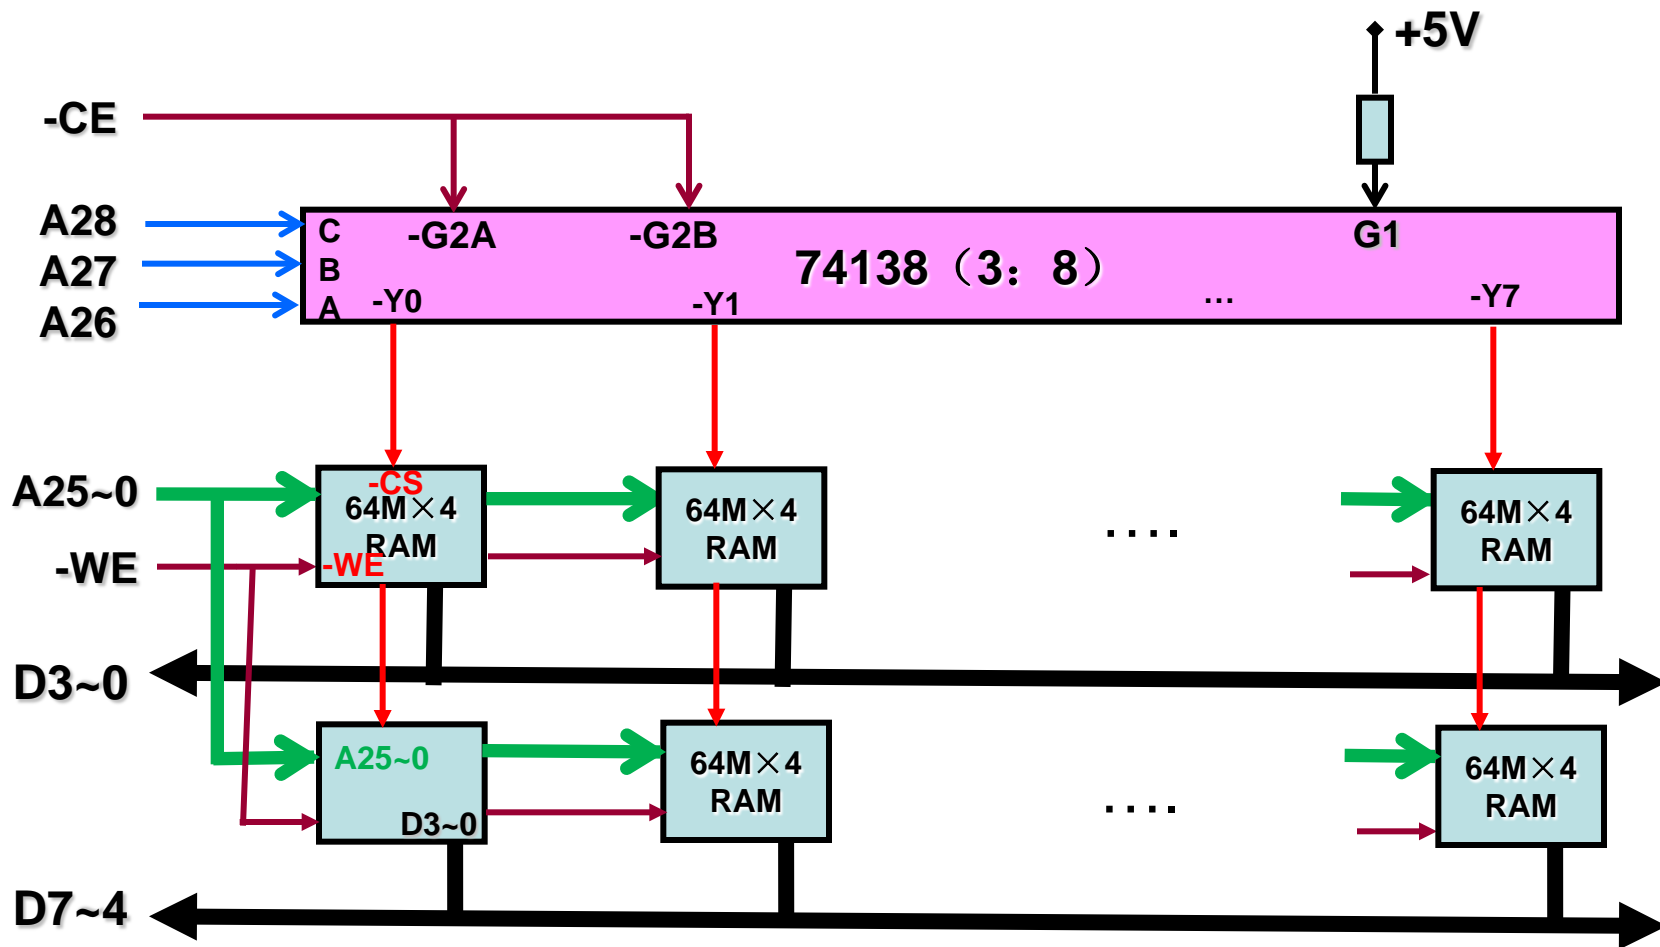 +5V
-CE
A28
A27
A26
C
B
A
-G2A
-G2B
G1
74138（3：8）
-Y0
-Y1
...
-Y7
A25~0
-WE
-CS
64M×4
RAM
-WE
64M×4
RAM
....
64M×4
RAM
D3~0
A25~0
D3~0
64M×4
RAM
....
64M×4
RAM
D7~4